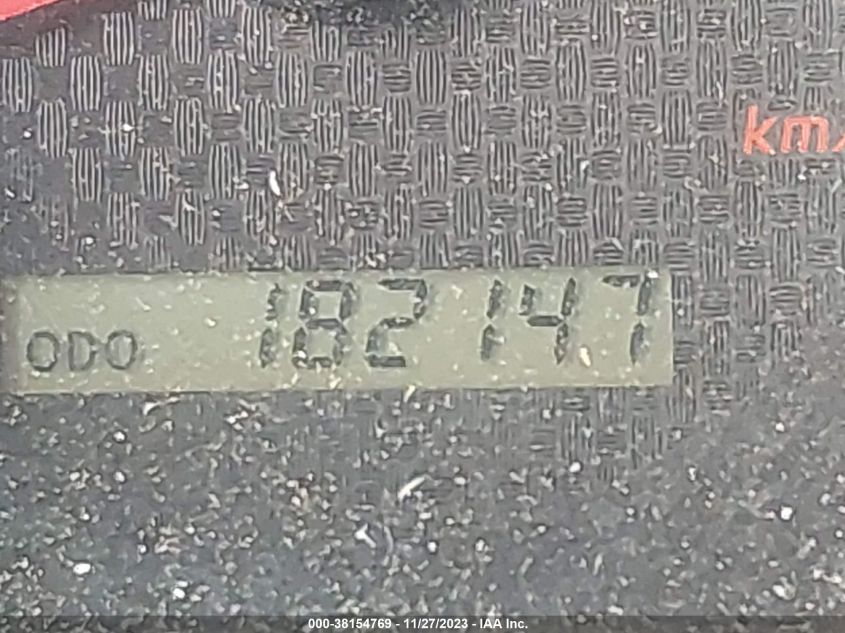 km/
ODO 182147
000-38154769 - 11/27/2023 - IAA Inc.